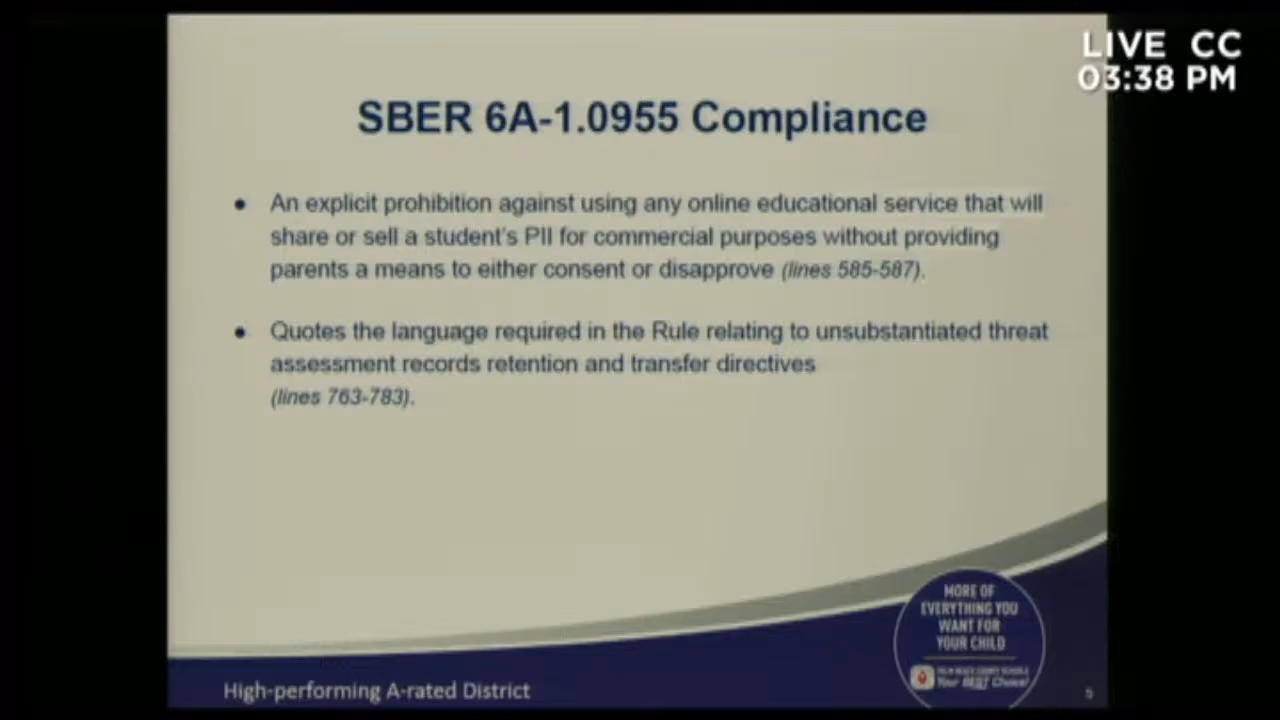 LIVE CC
03:38 PM
SBER 6A-1.0955 Compliance
● An explicit prohibition against using any online educational service that will
share or sell a student's PII for commercial purposes without providing
parents a means to either consent or disapprove (lines 585-587).
● Quotes the language required in the Rule relating to unsubstantiated threat
assessment records retention and transfer directives
(lines 763-783).
MORE OF
EVERYTHING YOU
WANT FOR
YOUR CHILD
PALM BEACH COUNTY SCHOOLS
Your BEST Choice!
High-performing A-rated District
5